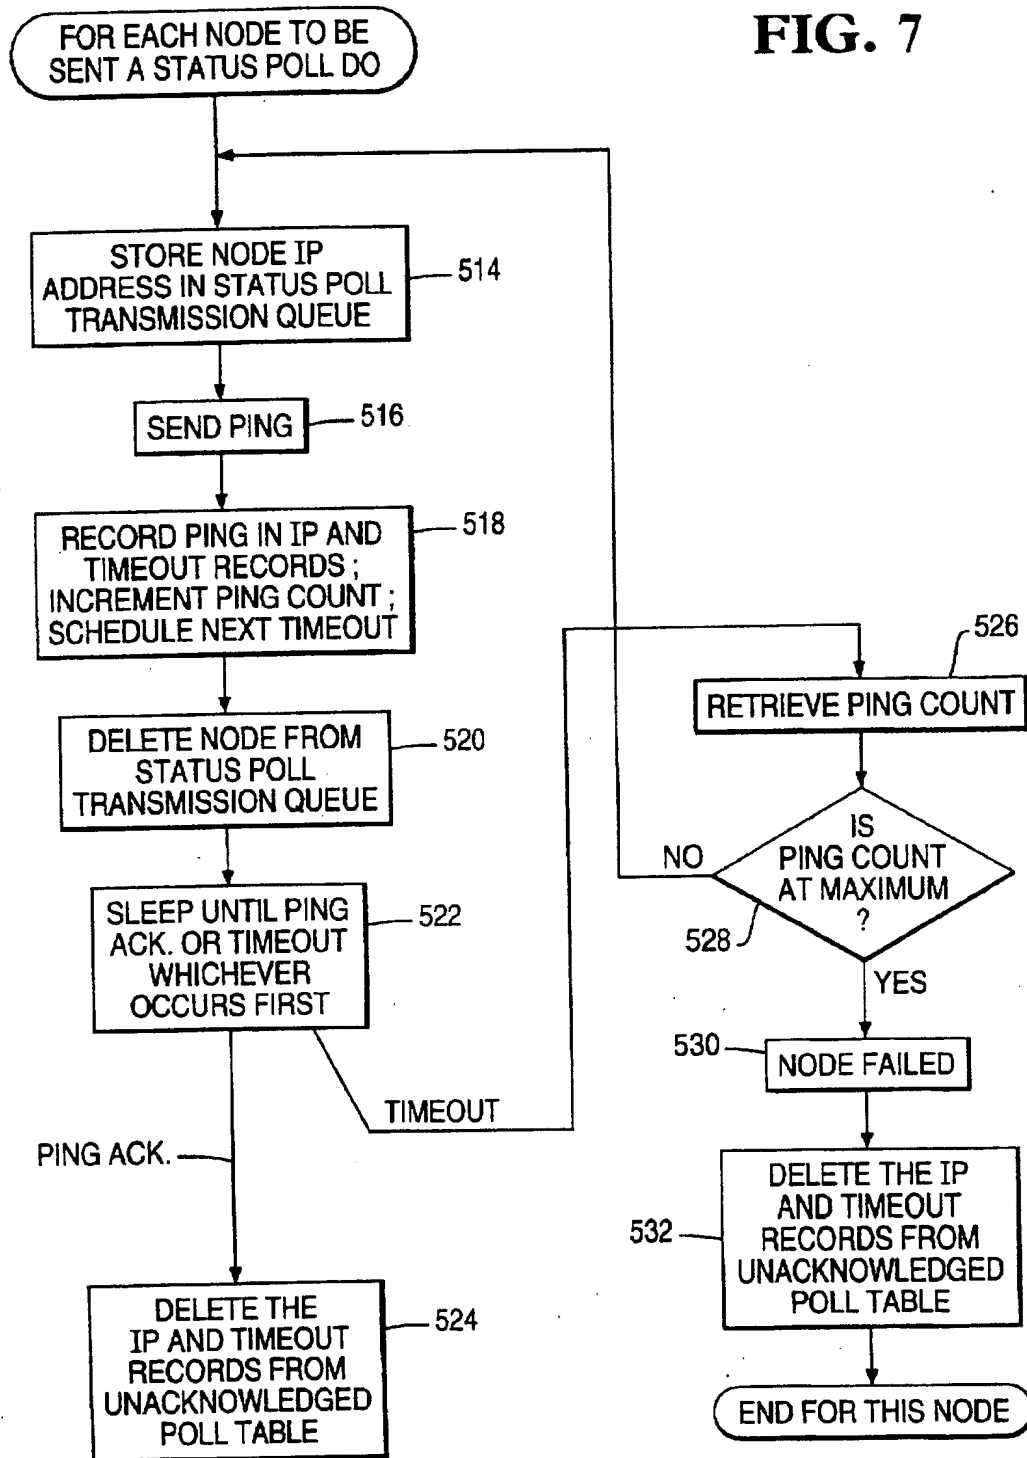 FIG. 7
FOR EACH NODE TO BE
SENT A STATUS POLL DO
STORE NODE IP
ADDRESS IN STATUS POLL
TRANSMISSION QUEUE
514
SEND PING
516
RECORD PING IN IP AND
TIMEOUT RECORDS ;
INCREMENT PING COUNT ;
SCHEDULE NEXT TIMEOUT
518
DELETE NODE FROM
STATUS POLL
TRANSMISSION QUEUE
520
SLEEP UNTIL PING
ACK. OR TIMEOUT
WHICHEVER
OCCURS FIRST
522
TIMEOUT
PING ACK.
DELETE THE
IP AND TIMEOUT
RECORDS FROM
UNACKNOWLEDGED
POLL TABLE
524
526
RETRIEVE PING COUNT
IS
PING COUNT
AT MAXIMUM
?
NO
528
YES
530
NODE FAILED
DELETE THE IP
AND TIMEOUT
RECORDS FROM
UNACKNOWLEDGED
POLL TABLE
532
END FOR THIS NODE